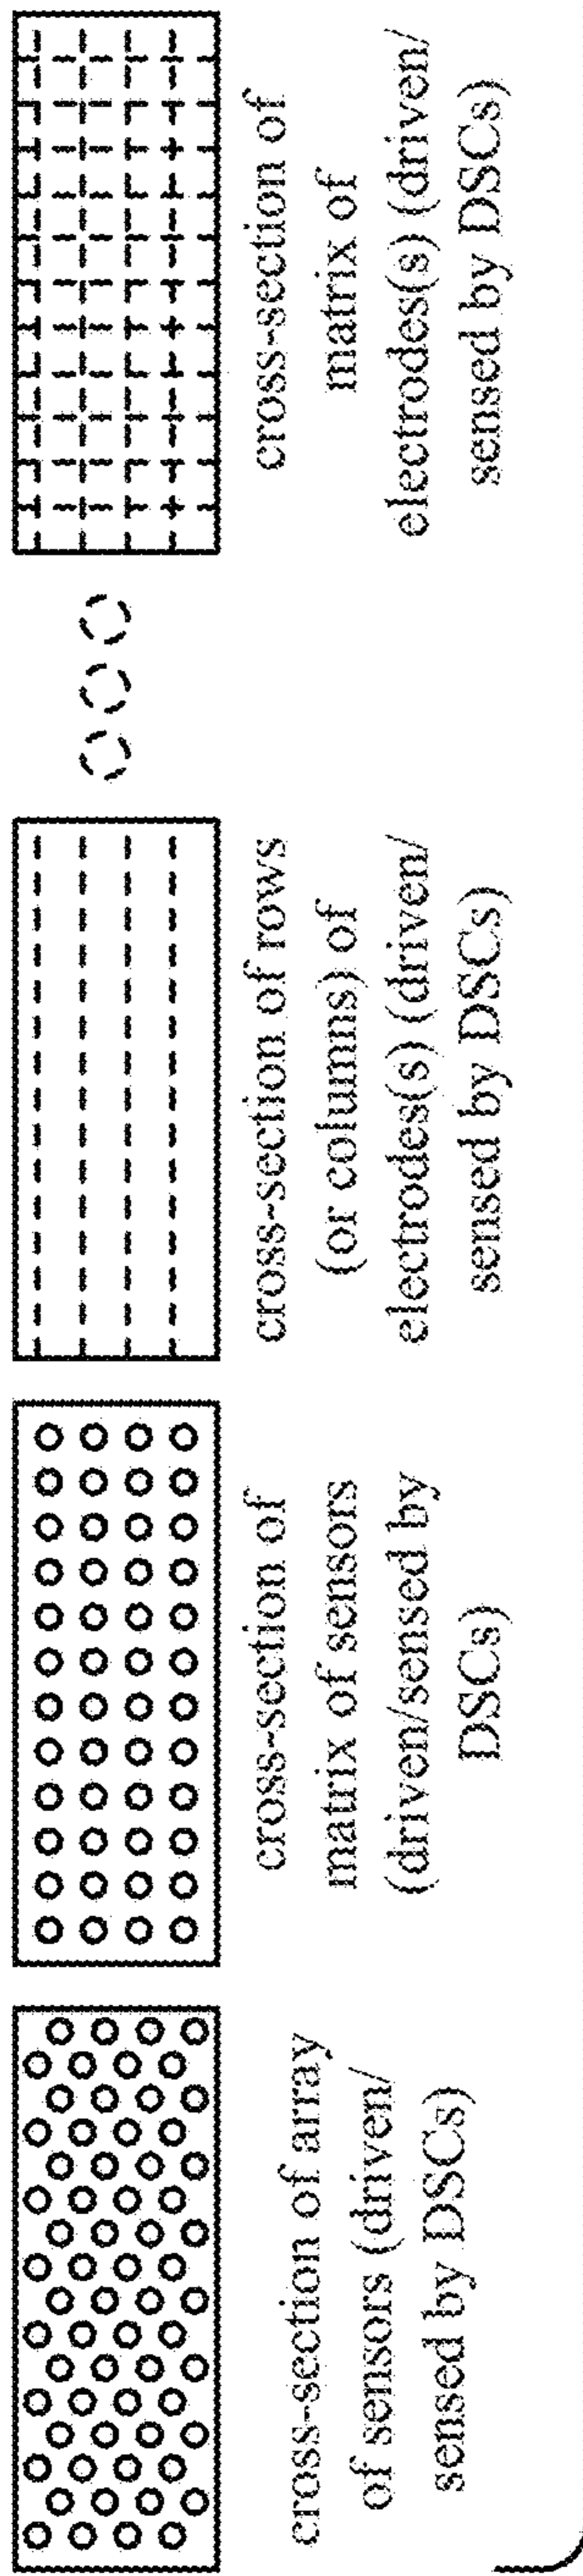 cross-section of array
of sensors (driven/
sensed by DSCs)
cross-section of
matrix of sensors
(driven/sensed by
DSCs)
cross-section of rows
(or columns) of
electrodes(s) (driven/
sensed by DSCs)
cross-section of
matrix of
electrodes(s) (driven/
sensed by DSCs)